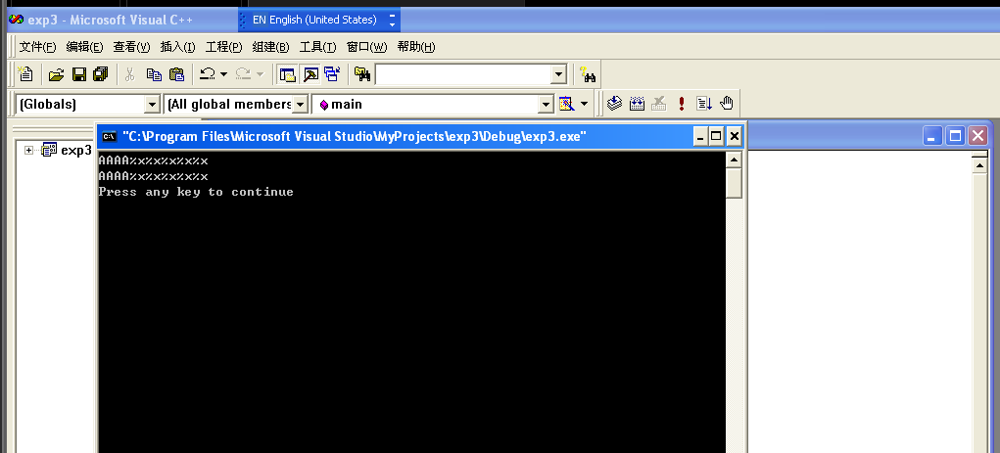 exp3 - Microsoft Visual C++
EN English (United States)
文件(F) 编辑(E) 查看(V) 插入(I) 工程(P) 组建(B) 工具(T) 窗口(W) 帮助(H)
(Globals) (All global members main
"C:\Program Files\Microsoft Visual Studio\MyProjects\exp3\Debug\exp3.exe"
exp3
AAAA%x%x%x%x%x
AAAA%x%x%x%x%x
Press any key to continue